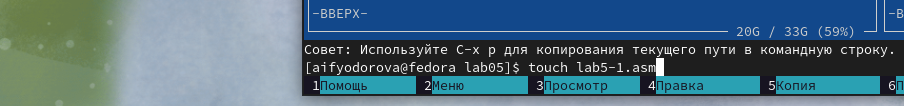 -ВВЕРХ-
20G / 33G (59%)
Совет: Используйте C-x p для копирования текущего пути в командную строку.
[aifyodorova@fedora lab05]$ touch lab5-1.asm
1Помощь 2Меню 3Просмотр 4Правка 5Копия